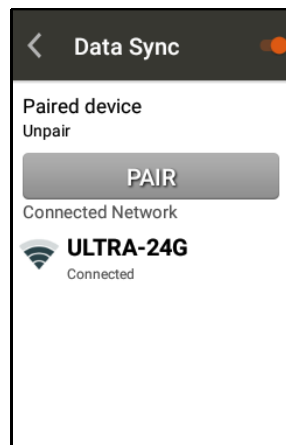 Data Sync
Paired device
Unpair
PAIR
Connected Network
ULTRA-24G
Connected